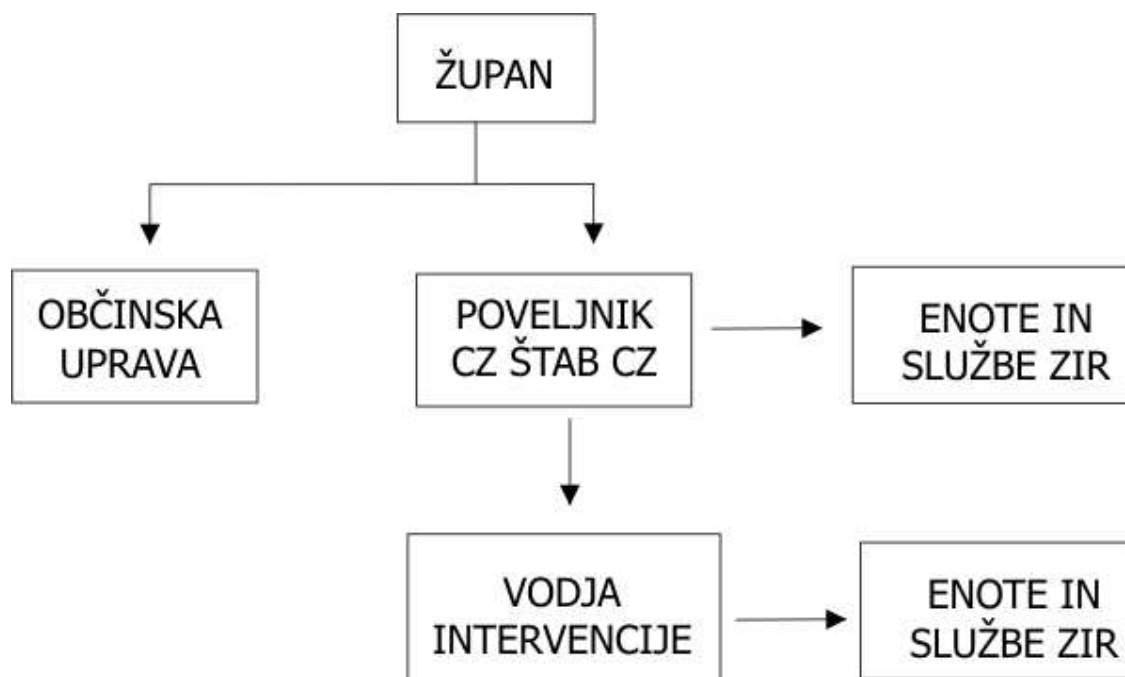 ŽUPAN
OBČINSKA
UPRAVA
POVELJNIK
CZ ŠTAB CZ
ENOTE IN
SLUŽBE ZIR
VODJA
INTERVENCIJE
ENOTE IN
SLUŽBE ZIR